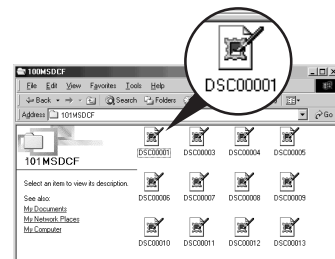 100MSDCF
File Edit View Favorites Tools Help
Back Search Folders
Address 101MSDCF Go
DSC00001
101MSDCF
Select an item to view its description.
See also:
My Documents
My Network Places
My Computer
DSC00001 DSC00003 DSC00004 DSC00005
DSC00006 DSC00007 DSC00008 DSC00009
DSC00010 DSC00011 DSC00012 DSC00013